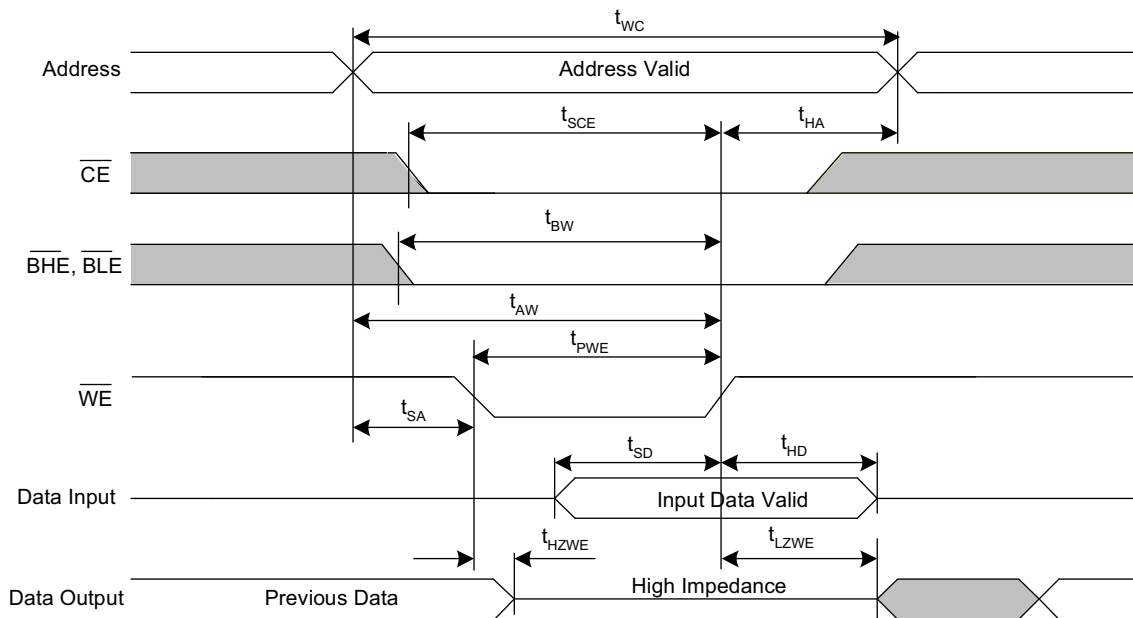 tWC
Address
Address Valid
tSCE
tHA
CE
tBW
BHE, BLE
tAW
tPWE
WE
tSA
tSD
tHD
Data Input
Input Data Valid
tHZWE
tLZWE
Data Output
Previous Data
High Impedance